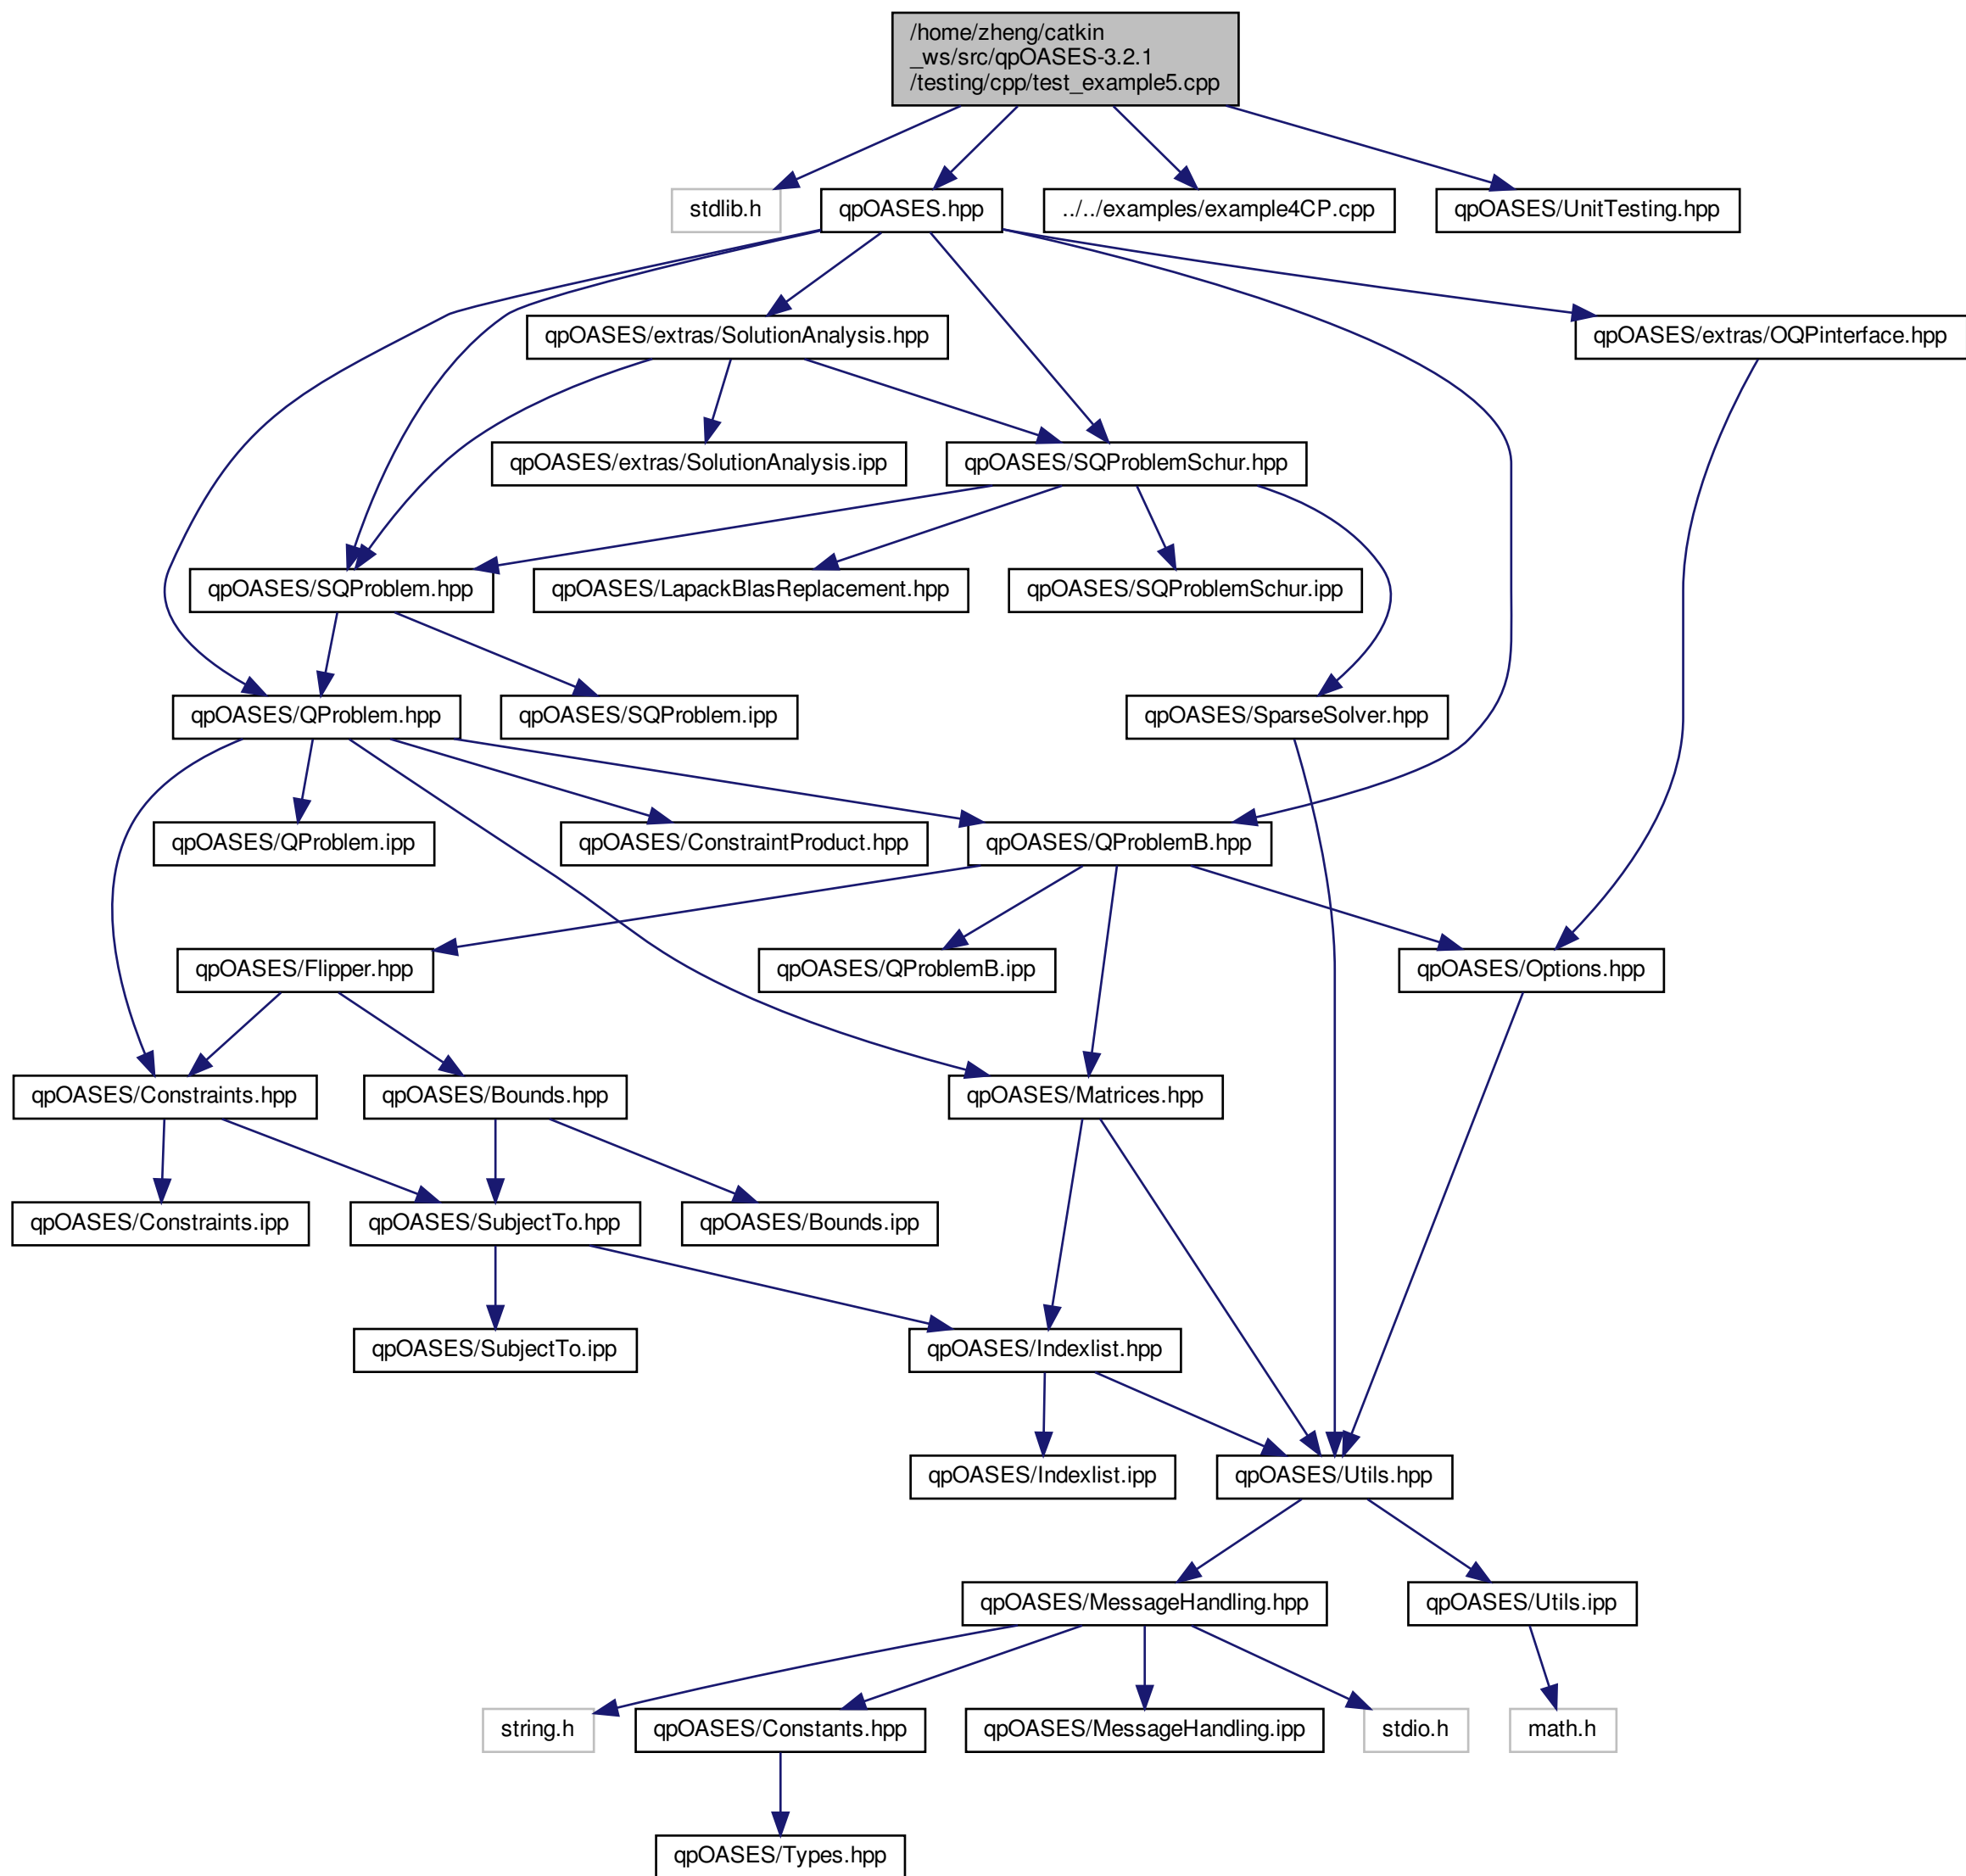 /home/zheng/catkin
_ws/src/qpOASES-3.2.1
/testing/cpp/test_example5.cpp
stdlib.h
qpOASES.hpp
../../examples/example4CP.cpp
qpOASES/UnitTesting.hpp
qpOASES/extras/SolutionAnalysis.hpp
qpOASES/extras/OQPinterface.hpp
qpOASES/extras/SolutionAnalysis.ipp
qpOASES/SQProblemSchur.hpp
qpOASES/SQProblem.hpp
qpOASES/LapackBlasReplacement.hpp
qpOASES/SQProblemSchur.ipp
qpOASES/QProblem.hpp
qpOASES/SQProblem.ipp
qpOASES/SparseSolver.hpp
qpOASES/QProblem.ipp
qpOASES/ConstraintProduct.hpp
qpOASES/QProblemB.hpp
qpOASES/Flipper.hpp
qpOASES/QProblemB.ipp
qpOASES/Options.hpp
qpOASES/Constraints.hpp
qpOASES/Bounds.hpp
qpOASES/Matrices.hpp
qpOASES/Constraints.ipp
qpOASES/SubjectTo.hpp
qpOASES/Bounds.ipp
qpOASES/SubjectTo.ipp
qpOASES/Indexlist.hpp
qpOASES/Indexlist.ipp
qpOASES/Utils.hpp
qpOASES/MessageHandling.hpp
qpOASES/Utils.ipp
string.h
qpOASES/Constants.hpp
qpOASES/MessageHandling.ipp
stdio.h
math.h
qpOASES/Types.hpp